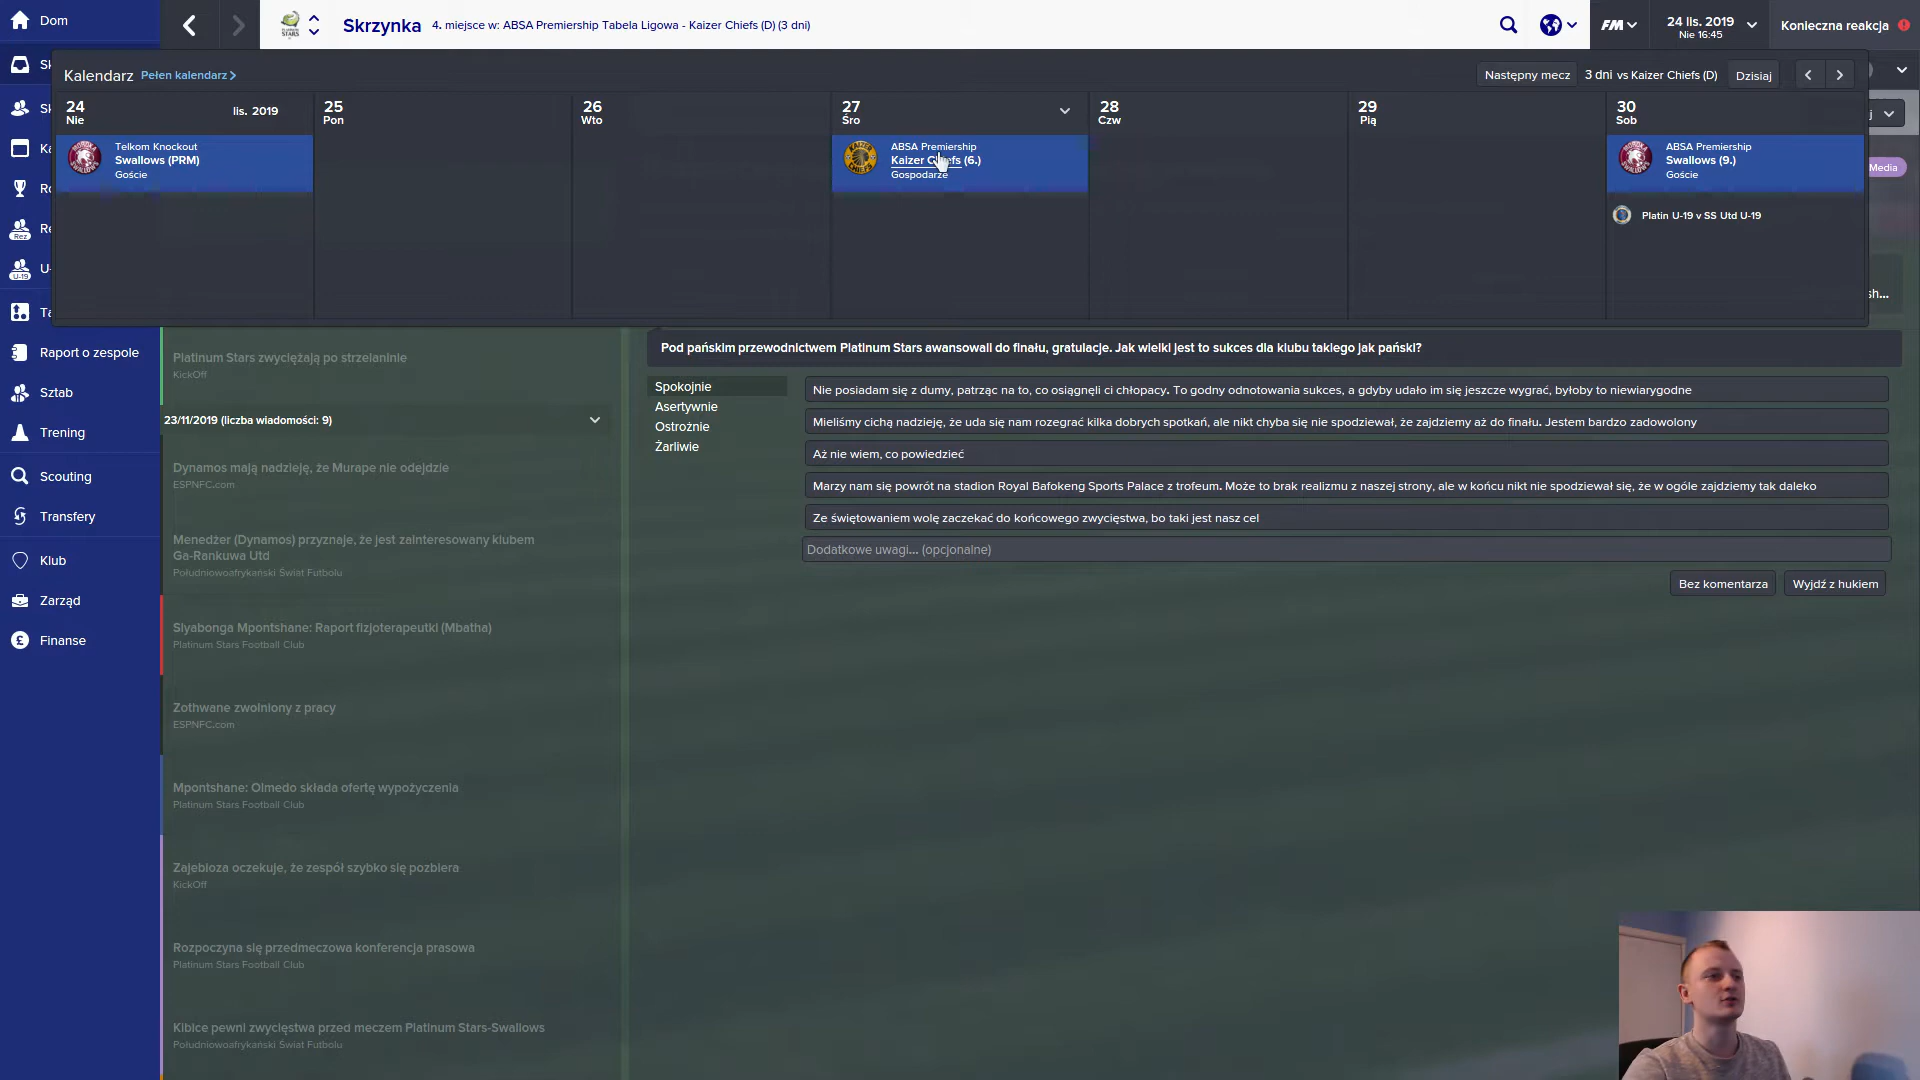 Dom
Skrzynka
4. miejsce w: ABSA Premiership Tabela Ligowa - Kaizer Chiefs (D) (3 dni)
FM
24 lis. 2019
Nie 16:45
Konieczna reakcja
Kalendarz
Pełen kalendarz
Następny mecz
3 dni vs Kaizer Chiefs (D)
Dzisiaj
24
Nie
lis. 2019
25
Pon
26
Wto
27
Śro
28
Czw
29
Pią
30
Sob
Telkom Knockout
Swallows (PRM)
Goście
ABSA Premiership
Kaizer Chiefs (6.)
Gospodarze
ABSA Premiership
Swallows (9.)
Goście
Platin U-19 v SS Utd U-19
Media
Raport o zespole
Sztab
Trening
Scouting
Transfery
Klub
Zarząd
Finanse
Platinum Stars zwyciężają po strzelaninie
KickOff
23/11/2019 (liczba wiadomości: 9)
Dynamos mają nadzieję, że Murape nie odejdzie
ESPNFC.com
Menedżer (Dynamos) przyznaje, że jest zainteresowany klubem
Ga-Rankuwa Utd
Południowoafrykański Świat Futbolu
Siyabonga Mpontshane: Raport fizjoterapeutki (Mbatha)
Platinum Stars Football Club
Zothwane zwolniony z pracy
ESPNFC.com
Mpontshane: Olmedo składa ofertę wypożyczenia
Platinum Stars Football Club
Zajebioza oczekuje, że zespół szybko się pozbiera
KickOff
Rozpoczyna się przedmeczowa konferencja prasowa
Platinum Stars Football Club
Kibice pewni zwycięstwa przed meczem Platinum Stars-Swallows
Południowoafrykański Świat Futbolu
Pod pańskim przewodnictwem Platinum Stars awansowali do finału, gratulacje. Jak wielki jest to sukces dla klubu takiego jak pański?
Spokojnie
Asertywnie
Ostrożnie
Żarliwie
Nie posiadam się z dumy, patrząc na to, co osiągnęli ci chłopacy. To godny odnotowania sukces, a gdyby udało im się jeszcze wygrać, byłoby to niewiarygodne
Mieliśmy cichą nadzieję, że uda się nam rozegrać kilka dobrych spotkań, ale nikt chyba się nie spodziewał, że zajdziemy aż do finału. Jestem bardzo zadowolony
Aż nie wiem, co powiedzieć
Marzy nam się powrót na stadion Royal Bafokeng Sports Palace z trofeum. Może to brak realizmu z naszej strony, ale w końcu nikt nie spodziewał się, że w ogóle zajdziemy tak daleko
Ze świętowaniem wolę zaczekać do końcowego zwycięstwa, bo taki jest nasz cel
Dodatkowe uwagi... (opcjonalne)
Bez komentarza
Wyjdź z hukiem